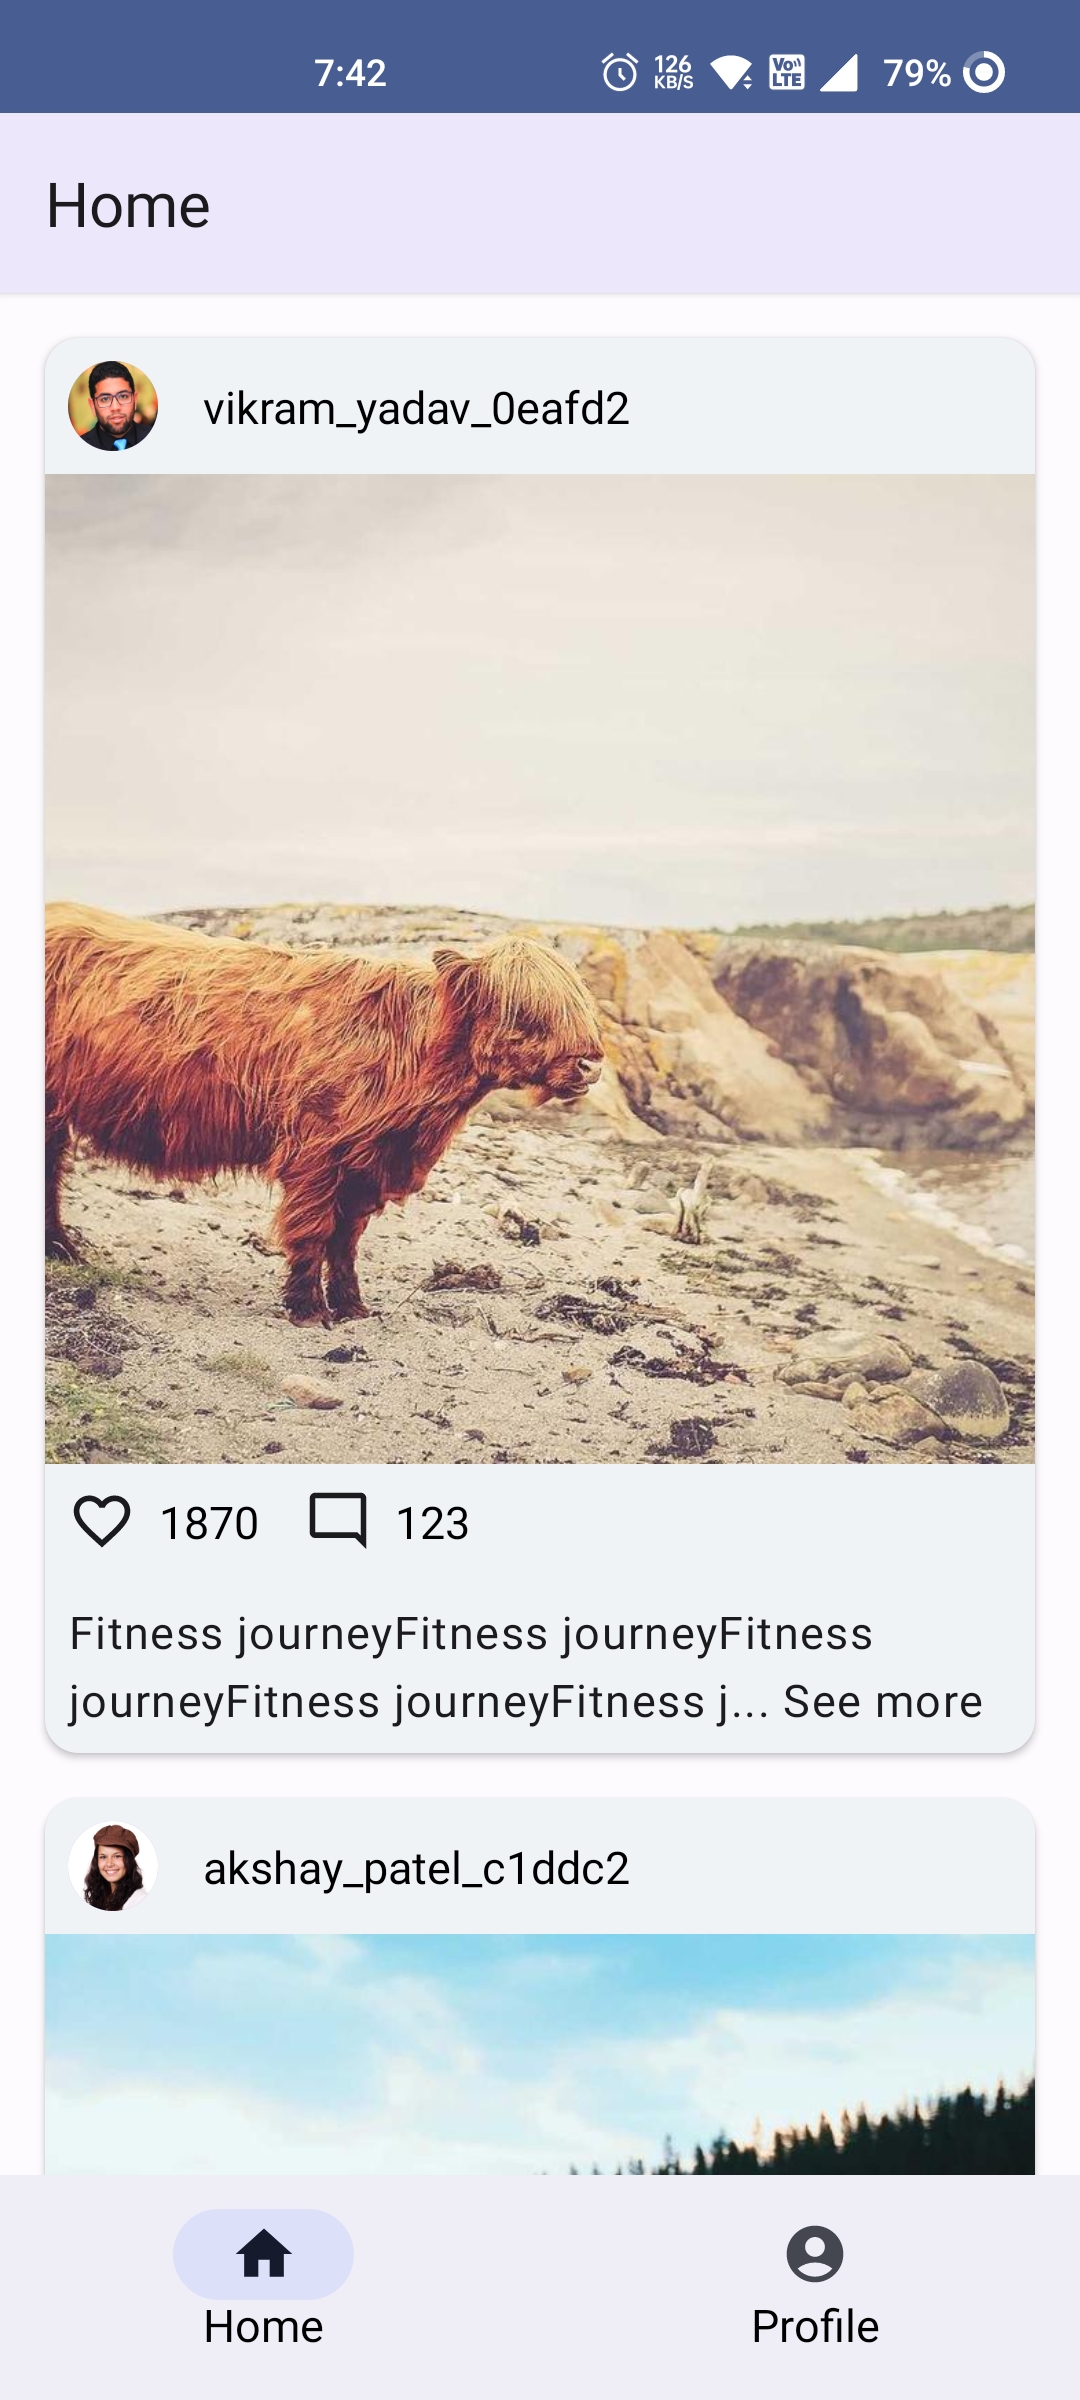 7:42 126 KB/S Vo LTE 79%
Home
vikram_yadav_0eafd2
1870 123
Fitness journeyFitness journeyFitness
journeyFitness journeyFitness j... See more
akshay_patel_c1ddc2
Home Profile